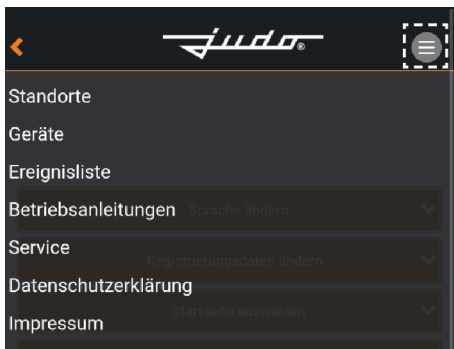 judo®
Standorte
Geräte
Ereignisliste
Betriebsanleitungen Sprache ändern
Service
Registrierungsdaten ändern
Datenschutzerklärung
Startseite auswählen
Impressum